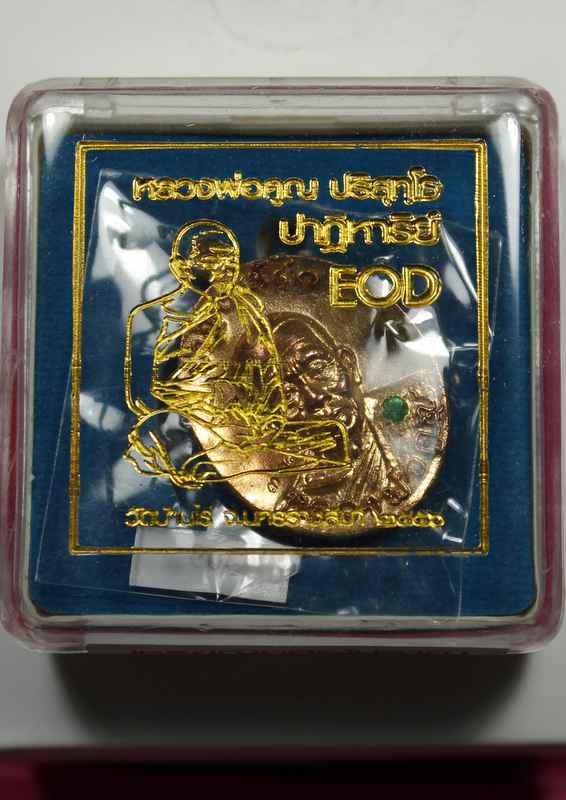 หลวงพ่อคูณ ปริสุทฺโธ
ปาฏิหาริย์
EOD
วัดบ้านไร่ จ.นครราชสีมา ๒๕๕๖